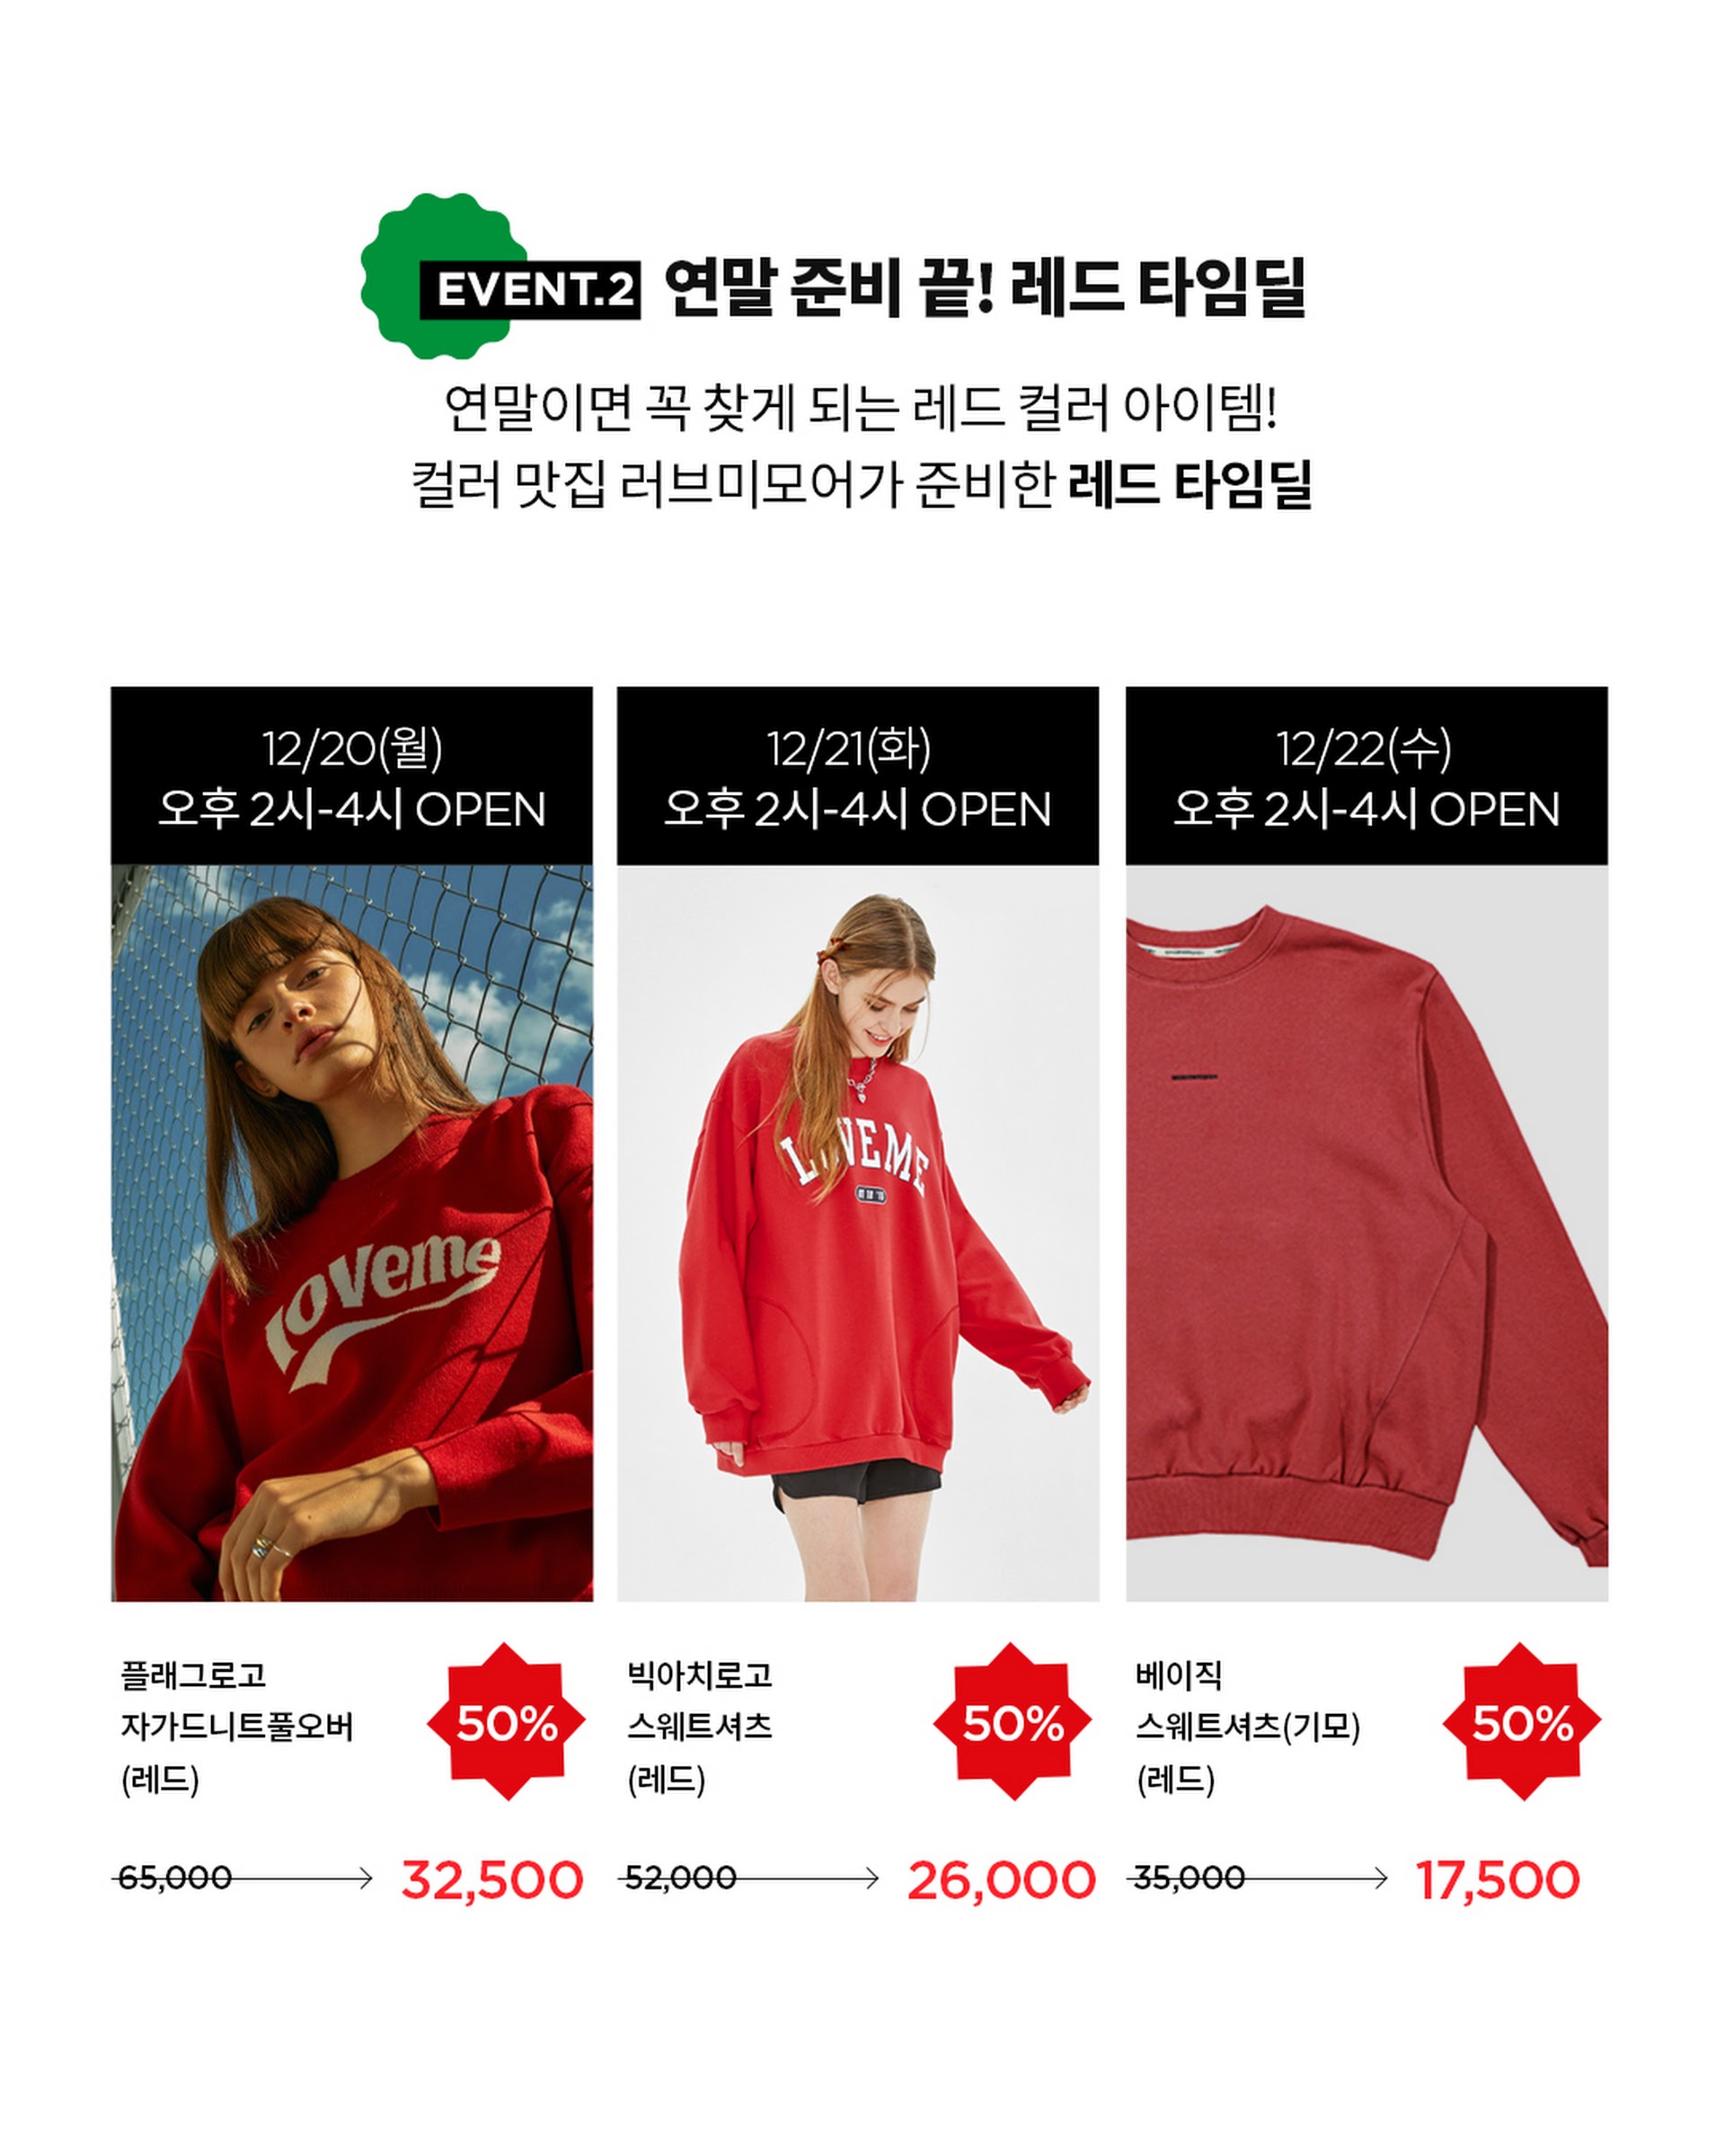 EVENT.2 연말 준비 끝! 레드 타임딜
연말이면 꼭 찾게 되는 레드 컬러 아이템!
컬러 맛집 러브미모어가 준비한 레드 타임딜
12/20(월)
오후 2시-4시 OPEN
loveme
플래그로고
자가드니트풀오버
(레드)
50%
65,000 → 32,500
12/21(화)
오후 2시-4시 OPEN
LOVEME
빅아치로고
스웨트셔츠
(레드)
50%
52,000 → 26,000
12/22(수)
오후 2시-4시 OPEN
베이직
스웨트셔츠(기모)
(레드)
50%
35,000 → 17,500